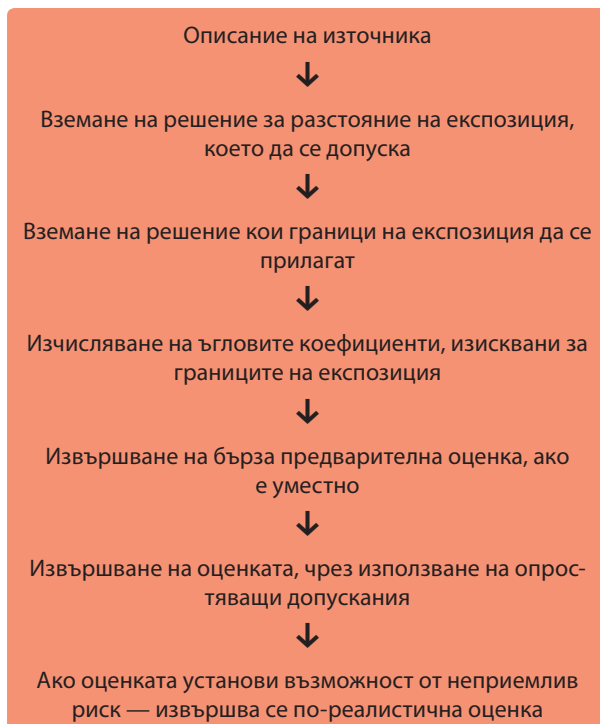 Описание на източника
Вземане на решение за разстояние на експозиция,
което да се допуска
Вземане на решение кои граници на експозиция да се
прилагат
Изчисляване на ъгловите коефициенти, изисквани за
границите на експозиция
Извършване на бърза предварителна оценка, ако
е уместно
Извършване на оценката, чрез използване на опрос-
тяващи допускания
Ако оценката установи възможност от неприемлив
риск — извършва се по-реалистична оценка